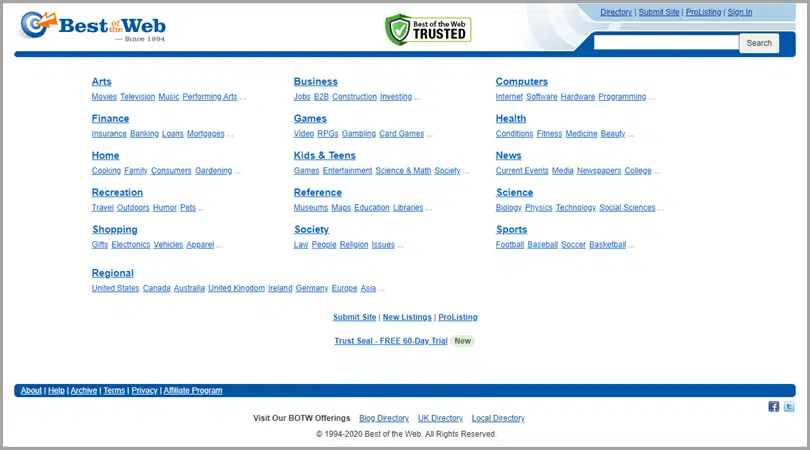 Best of the Web
— Since 1994
Best of the Web
TRUSTED
Directory | Submit Site | ProListing | Sign In
Search
Arts
Movies Television Music Performing Arts ...
Business
Jobs B2B Construction Investing ...
Computers
Internet Software Hardware Programming ...
Finance
Insurance Banking Loans Mortgages ...
Games
Video RPGs Gambling Card Games ...
Health
Conditions Fitness Medicine Beauty ...
Home
Cooking Family Consumers Gardening ...
Kids & Teens
Games Entertainment Science & Math Society ...
News
Current Events Media Newspapers College ...
Recreation
Travel Outdoors Humor Pets ...
Reference
Museums Maps Education Libraries ...
Science
Biology Physics Technology Social Sciences ...
Shopping
Gifts Electronics Vehicles Apparel ...
Society
Law People Religion Issues ...
Sports
Football Baseball Soccer Basketball ...
Regional
United States Canada Australia United Kingdom Ireland Germany Europe Asia ...
Submit Site | New Listings | ProListing
Trust Seal - FREE 60-Day Trial New
About | Help | Archive | Terms | Privacy | Affiliate Program
Visit Our BOTW Offerings Blog Directory UK Directory Local Directory
© 1994-2020 Best of the Web. All Rights Reserved.